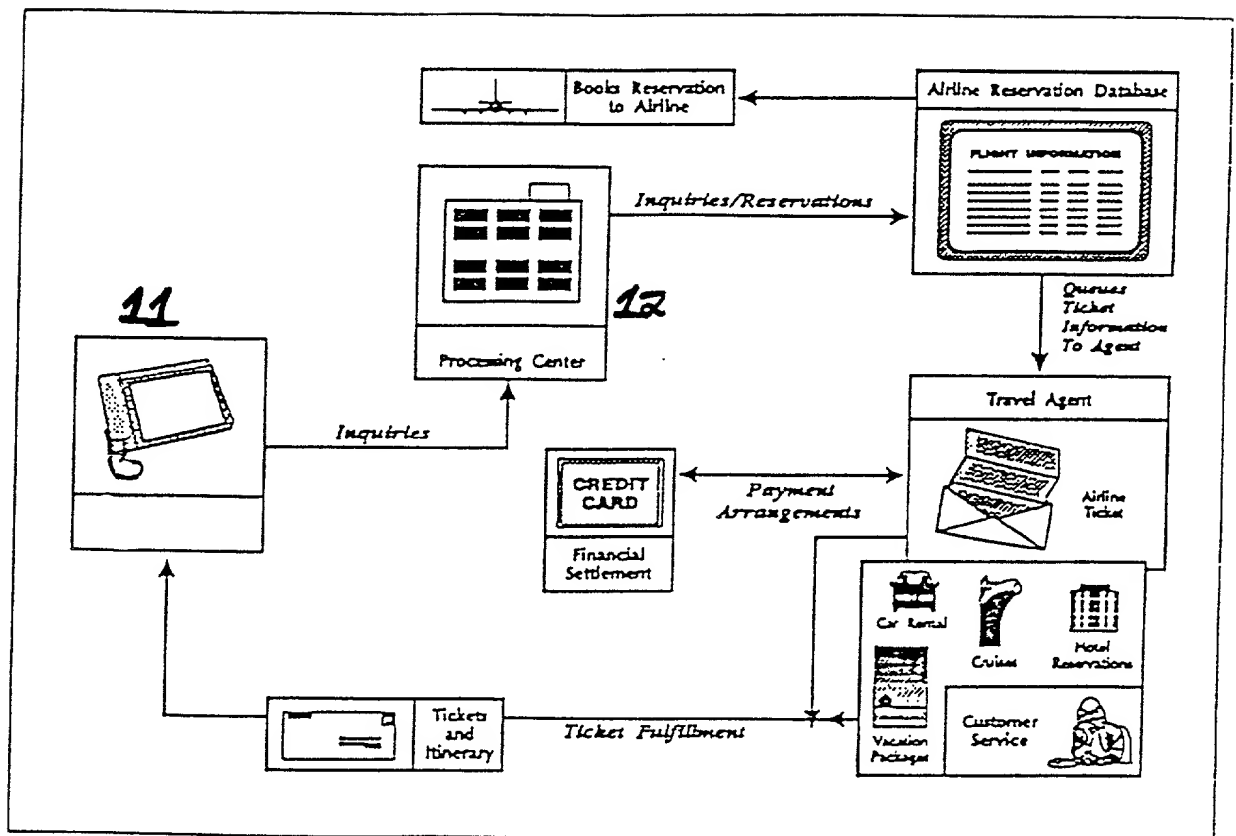 Books Reservation
to Airline
Airline Reservation Database
FLIGHT INFORMATION
Inquiries/Reservations
11
12
Processing Center
Queues
Ticket
Information
To Agent
Travel Agent
Inquiries
CREDIT
CARD
Payment
Arrangements
Airline
Ticket
Financial
Settlement
Car Rental
Cruises
Hotel
Reservations
Tickets
and
Itinerary
Ticket Fulfillment
Vacation
Packages
Customer
Service